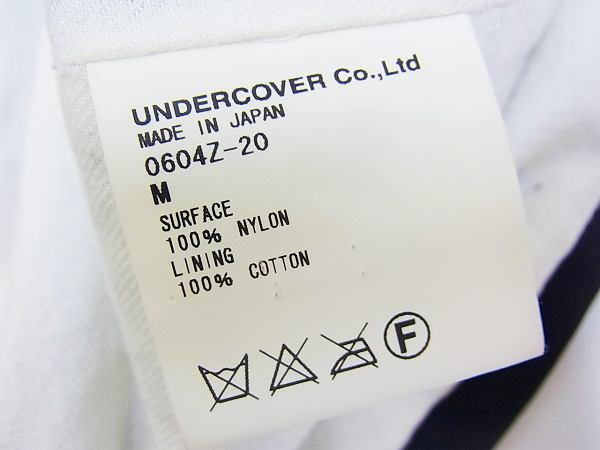 UNDERCOVER Co.,Ltd
MADE IN JAPAN
0604Z-20
M
SURFACE
100% NYLON
LINING
100% COTTON
F